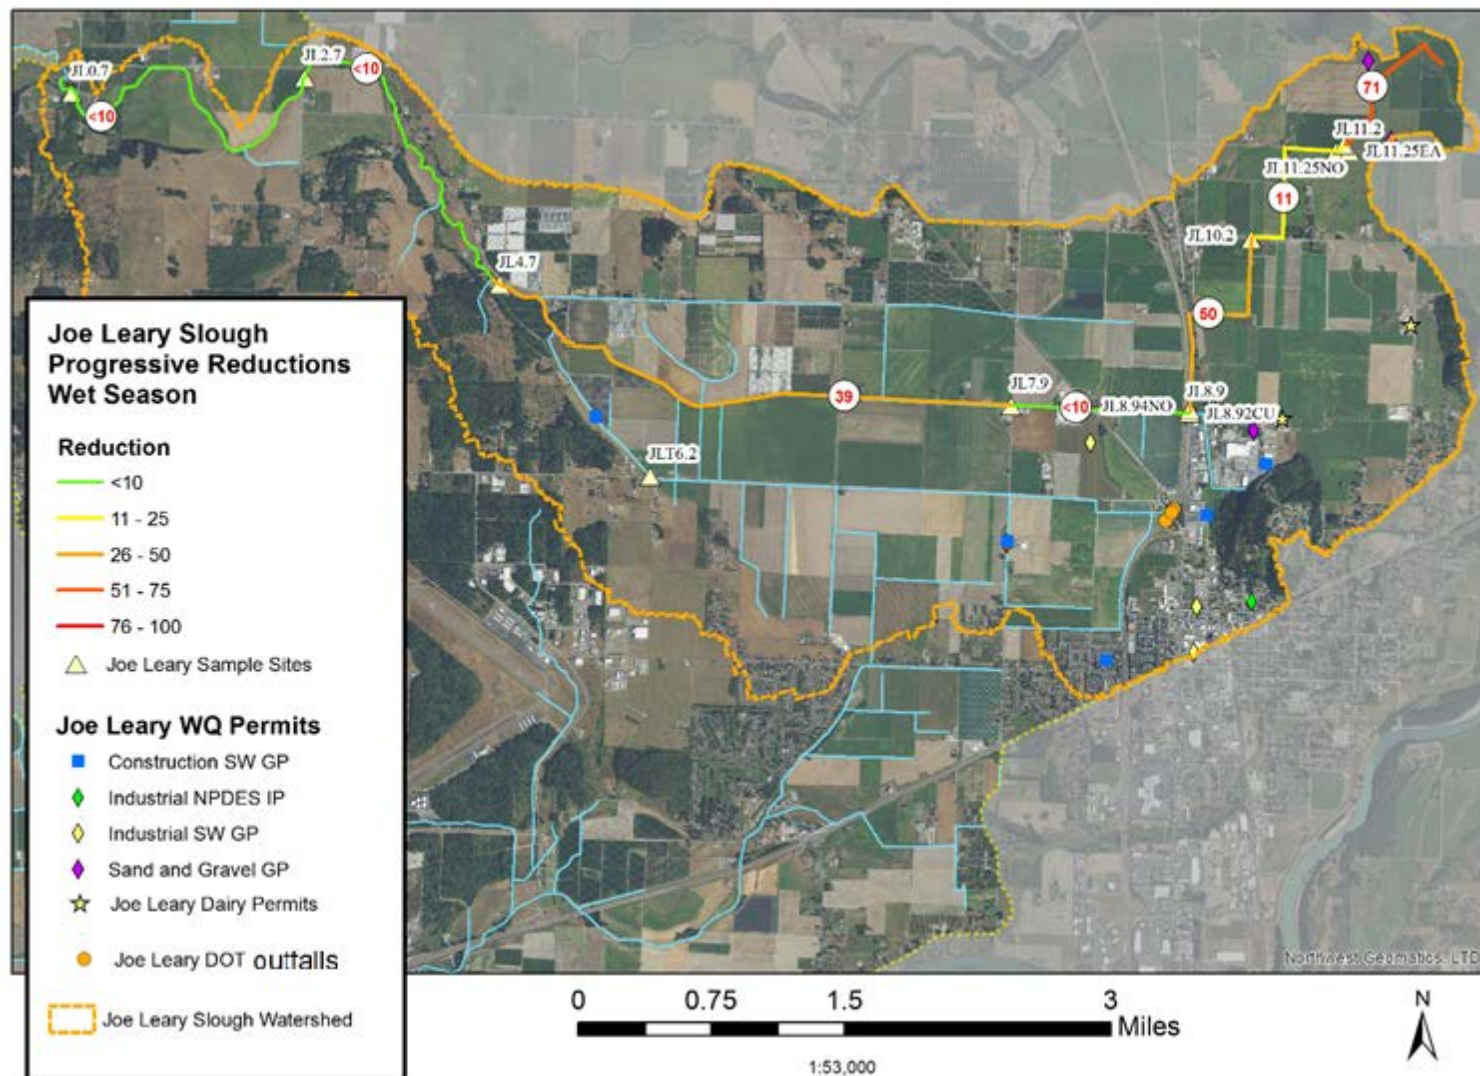 JL0.7
<10
JL2.7
<10
71
JL11.2
JL11.25EA
JL11.25NO
11
JL10.2
JL4.7
50
39
JL7.9
<10
JL8.94NO
JL8.9
JL8.92CU
JLT6.2
Joe Leary Slough
Progressive Reductions
Wet Season
Reduction
<10
11 - 25
26 - 50
51 - 75
76 - 100
Joe Leary Sample Sites
Joe Leary WQ Permits
Construction SW GP
Industrial NPDES IP
Industrial SW GP
Sand and Gravel GP
Joe Leary Dairy Permits
Joe Leary DOT outfalls
Joe Leary Slough Watershed
Northwest Geomatics, LTD
0 0.75 1.5 3
Miles
1:53,000
N